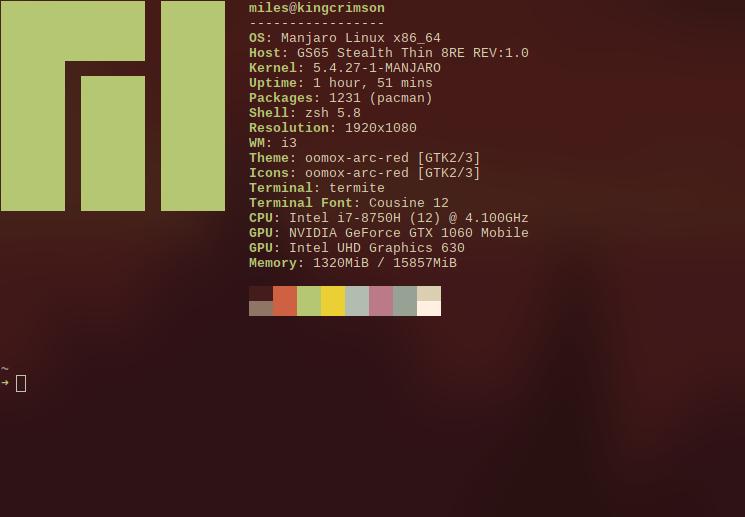 miles@kingcrimson
-----------------
OS: Manjaro Linux x86_64
Host: GS65 Stealth Thin 8RE REV:1.0
Kernel: 5.4.27-1-MANJARO
Uptime: 1 hour, 51 mins
Packages: 1231 (pacman)
Shell: zsh 5.8
Resolution: 1920x1080
WM: i3
Theme: oomox-arc-red [GTK2/3]
Icons: oomox-arc-red [GTK2/3]
Terminal: termite
Terminal Font: Cousine 12
CPU: Intel i7-8750H (12) @ 4.100GHz
GPU: NVIDIA GeForce GTX 1060 Mobile
GPU: Intel UHD Graphics 630
Memory: 1320MiB / 15857MiB
~
➜